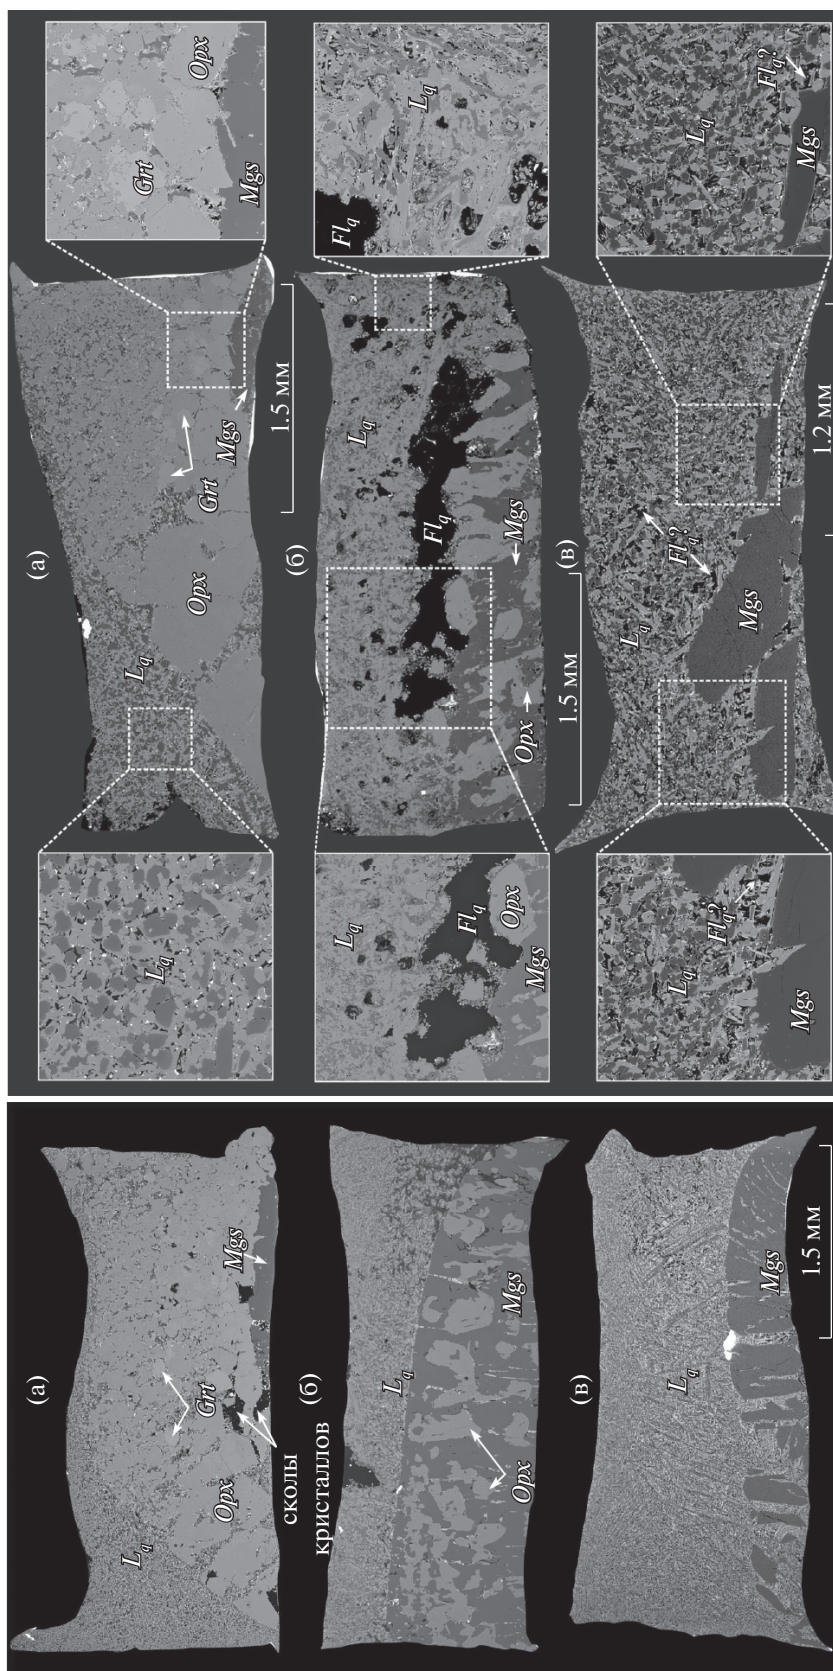 (а)
Lq
Grt
Opx
Mgs
сколы
кристаллов
(б)
Lq
Opx
Mgs
(в)
Lq
Mgs
1.5 мм
(а)
Lq
Lq
Opx
Grt
Mgs
1.5 мм
Opx
Grt
Mgs
(б)
Lq
Flq
Opx
Mgs
Lq
Flq
Mgs
Opx
1.5 мм
Flq
Lq
(в)
Lq
Flq?
Mgs
Lq
Flq?
Mgs
1.2 мм
Lq
Flq?
Mgs